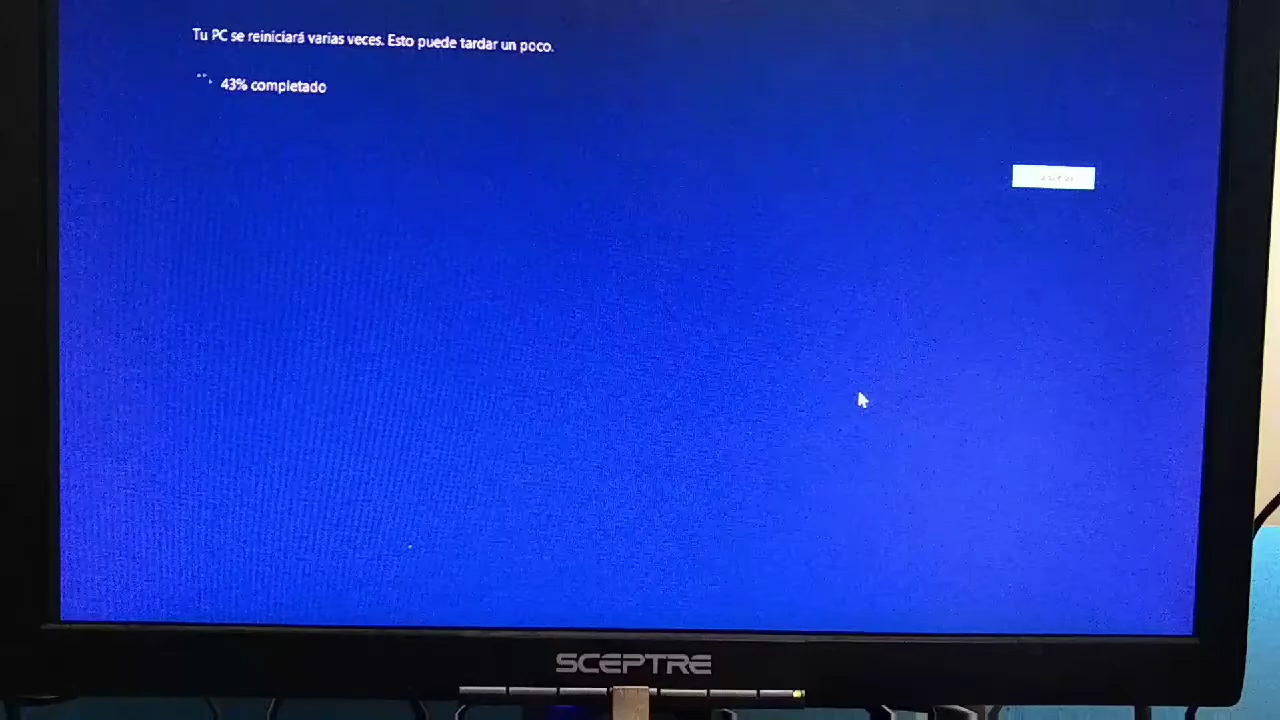 Tu PC se reiniciará varias veces. Esto puede tardar un poco.
43% completado
SCEPTRE